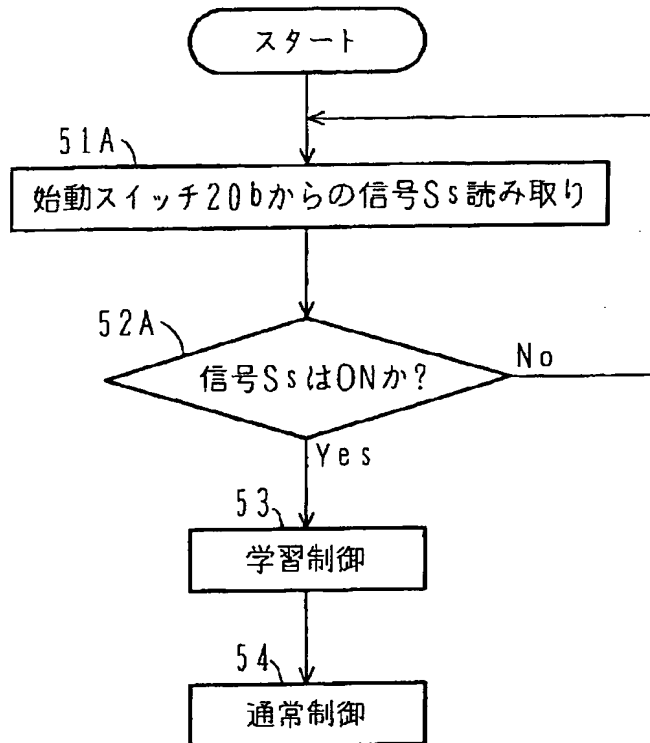 スタート
51A
始動スイッチ20bからの信号Ss読み取り
52A
信号SsはONか?
No
Yes
53
学習制御
54
通常制御